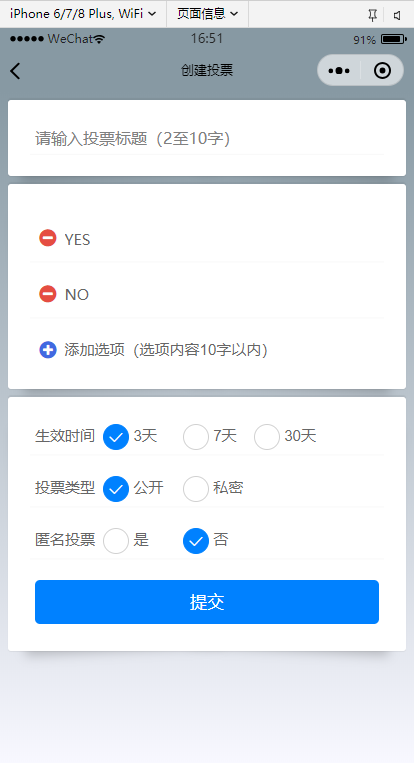 iPhone 6/7/8 Plus, WiFi 页面信息
WeChat 16:51 91%
创建投票
请输入投票标题（2至10字）
YES
NO
添加选项（选项内容10字以内）
生效时间 3天 7天 30天
投票类型 公开 私密
匿名投票 是 否
提交